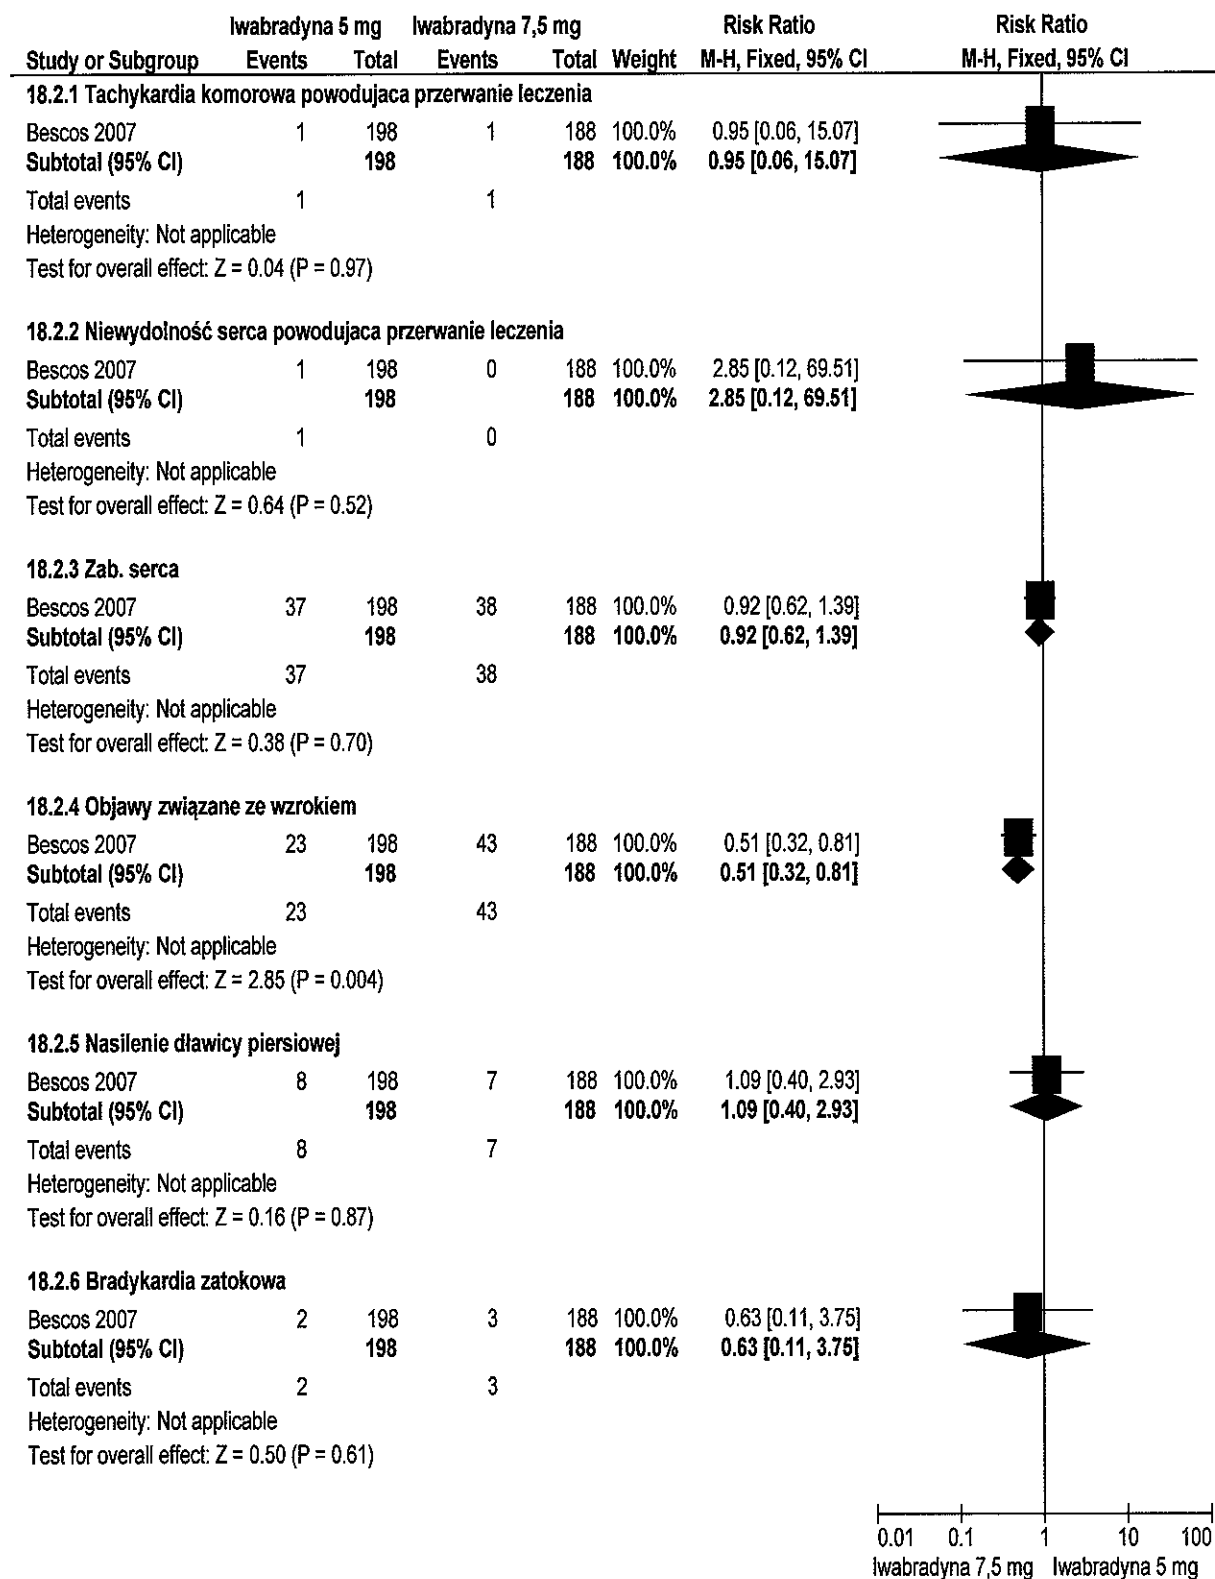 Iwabradyna 5 mg Iwabradyna 7,5 mg Risk Ratio Risk Ratio
Study or Subgroup Events Total Events Total Weight M-H, Fixed, 95% CI M-H, Fixed, 95% CI
18.2.1 Tachykardia komorowa powodujaca przerwanie leczenia
Bescos 2007 1 198 1 188 100.0% 0.95 [0.06, 15.07]
Subtotal (95% CI) 198 188 100.0% 0.95 [0.06, 15.07]
Total events 1 1
Heterogeneity: Not applicable
Test for overall effect: Z = 0.04 (P = 0.97)
18.2.2 Niewydolność serca powodujaca przerwanie leczenia
Bescos 2007 1 198 0 188 100.0% 2.85 [0.12, 69.51]
Subtotal (95% CI) 198 188 100.0% 2.85 [0.12, 69.51]
Total events 1 0
Heterogeneity: Not applicable
Test for overall effect: Z = 0.64 (P = 0.52)
18.2.3 Zab. serca
Bescos 2007 37 198 38 188 100.0% 0.92 [0.62, 1.39]
Subtotal (95% CI) 198 188 100.0% 0.92 [0.62, 1.39]
Total events 37 38
Heterogeneity: Not applicable
Test for overall effect: Z = 0.38 (P = 0.70)
18.2.4 Objawy związane ze wzrokiem
Bescos 2007 23 198 43 188 100.0% 0.51 [0.32, 0.81]
Subtotal (95% CI) 198 188 100.0% 0.51 [0.32, 0.81]
Total events 23 43
Heterogeneity: Not applicable
Test for overall effect: Z = 2.85 (P = 0.004)
18.2.5 Nasilenie dławicy piersiowej
Bescos 2007 8 198 7 188 100.0% 1.09 [0.40, 2.93]
Subtotal (95% CI) 198 188 100.0% 1.09 [0.40, 2.93]
Total events 8 7
Heterogeneity: Not applicable
Test for overall effect: Z = 0.16 (P = 0.87)
18.2.6 Bradykardia zatokowa
Bescos 2007 2 198 3 188 100.0% 0.63 [0.11, 3.75]
Subtotal (95% CI) 198 188 100.0% 0.63 [0.11, 3.75]
Total events 2 3
Heterogeneity: Not applicable
Test for overall effect: Z = 0.50 (P = 0.61)
0.01 0.1 1 10 100
Iwabradyna 7,5 mg Iwabradyna 5 mg